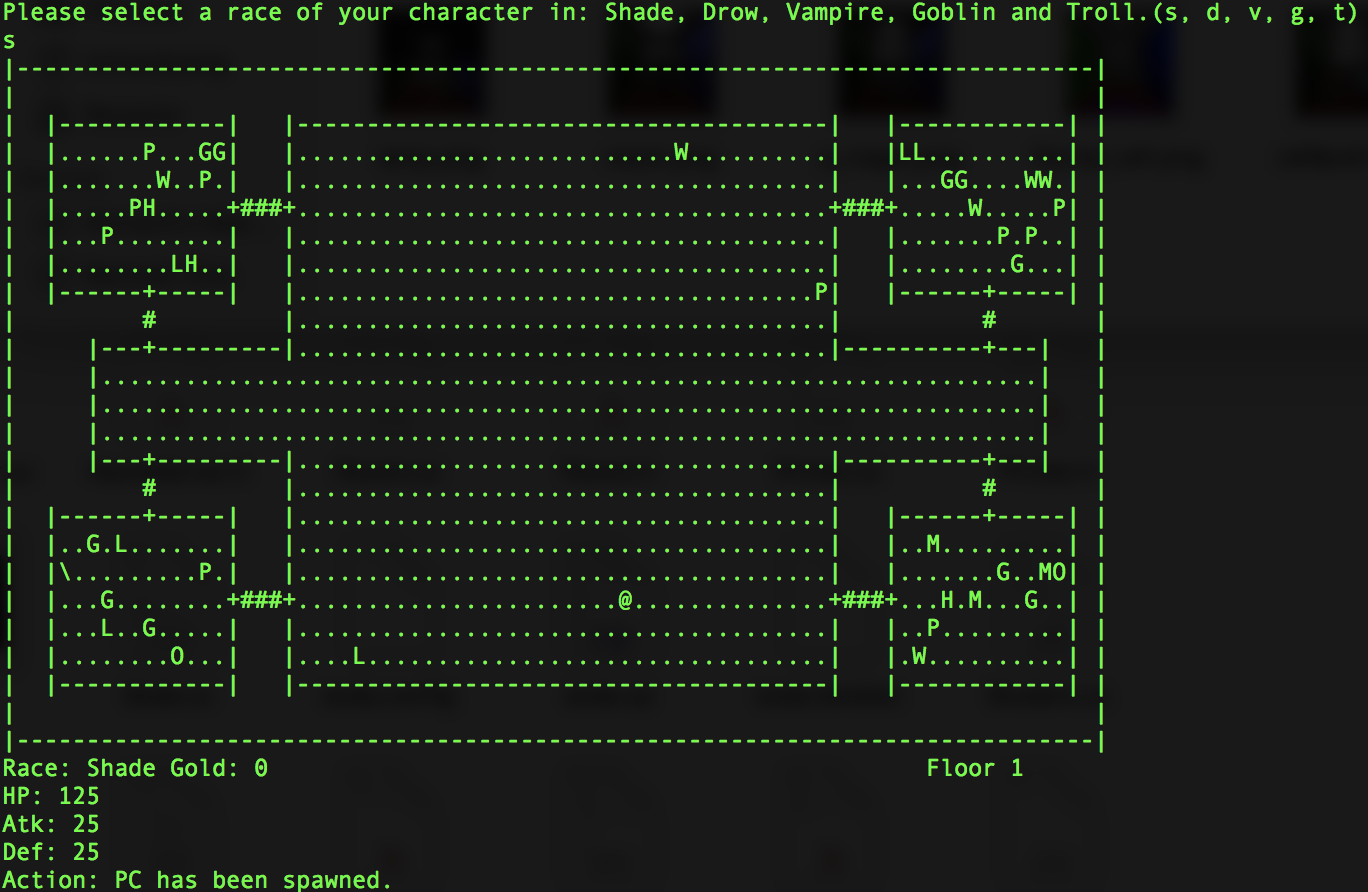 Please select a race of your character in: Shade, Drow, Vampire, Goblin and Troll.(s, d, v, g, t)
s
|-----------------------------------------------------------------------------|
|                                                                             |
|  |------------|   |--------------------------------------|   |------------| |
|  |......P...GG|   |...........................W..........|   |LL..........| |
|  |.......W..P.|   |......................................|   |...GG....WW.| |
|  |.....PH.....+###+......................................+###+.....W.....P| |
|  |...P........|   |......................................|   |.......P.P..| |
|  |........LH..|   |......................................|   |........G...| |
|  |------+-----|   |.....................................P|   |------+-----| |
|         #         |......................................|          #       |
|     |---+---------|......................................|----------+---|   |
|     |...................................................................|   |
|     |...................................................................|   |
|     |...................................................................|   |
|     |---+---------|......................................|----------+---|   |
|         #         |......................................|          #       |
|  |------+-----|   |......................................|   |------+-----| |
|  |..G.L.......|   |......................................|   |..M.........| |
|  |\.........P.|   |......................................|   |.......G..MO| |
|  |...G........+###+.......................@..............+###+...H.M...G..| |
|  |...L..G.....|   |......................................|   |..P.........| |
|  |........O...|   |....L.................................|   |.W..........| |
|  |------------|   |--------------------------------------|   |------------| |
|                                                                             |
|-----------------------------------------------------------------------------|
Race: Shade Gold: 0                                               Floor 1
HP: 125
Atk: 25
Def: 25
Action: PC has been spawned.